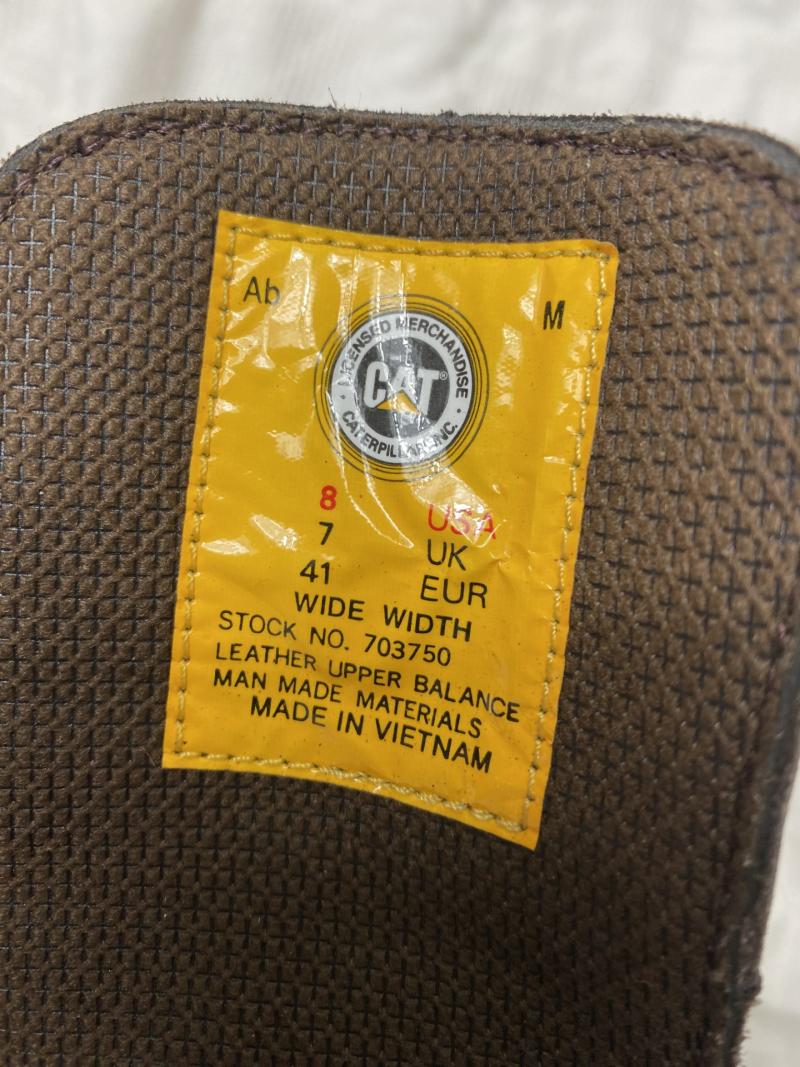 Ab
M
LICENSED MERCHANDISE
CAT®
CATERPILLAR INC.
8 USA
7 UK
41 EUR
WIDE WIDTH
STOCK NO. 703750
LEATHER UPPER BALANCE
MAN MADE MATERIALS
MADE IN VIETNAM